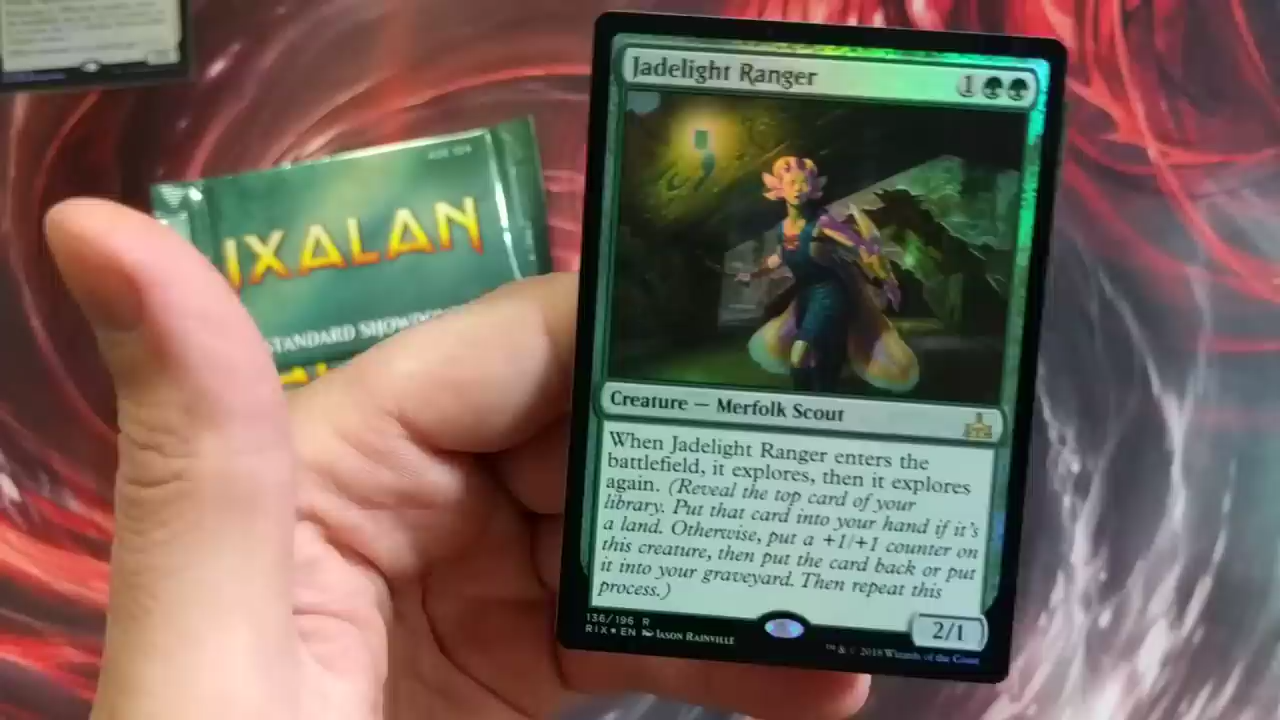 IXALAN
STANDARD SHOWDO
Jadelight Ranger
1
Creature — Merfolk Scout
When Jadelight Ranger enters the
battlefield, it explores, then it explores
again. (Reveal the top card of your
library. Put that card into your hand if it's
a land. Otherwise, put a +1/+1 counter on
this creature, then put the card back or put
it into your graveyard. Then repeat this
process.)
136/196 R
RIX★EN Jason Rainville
2/1
™ & © 2018 Wizards of the Coast